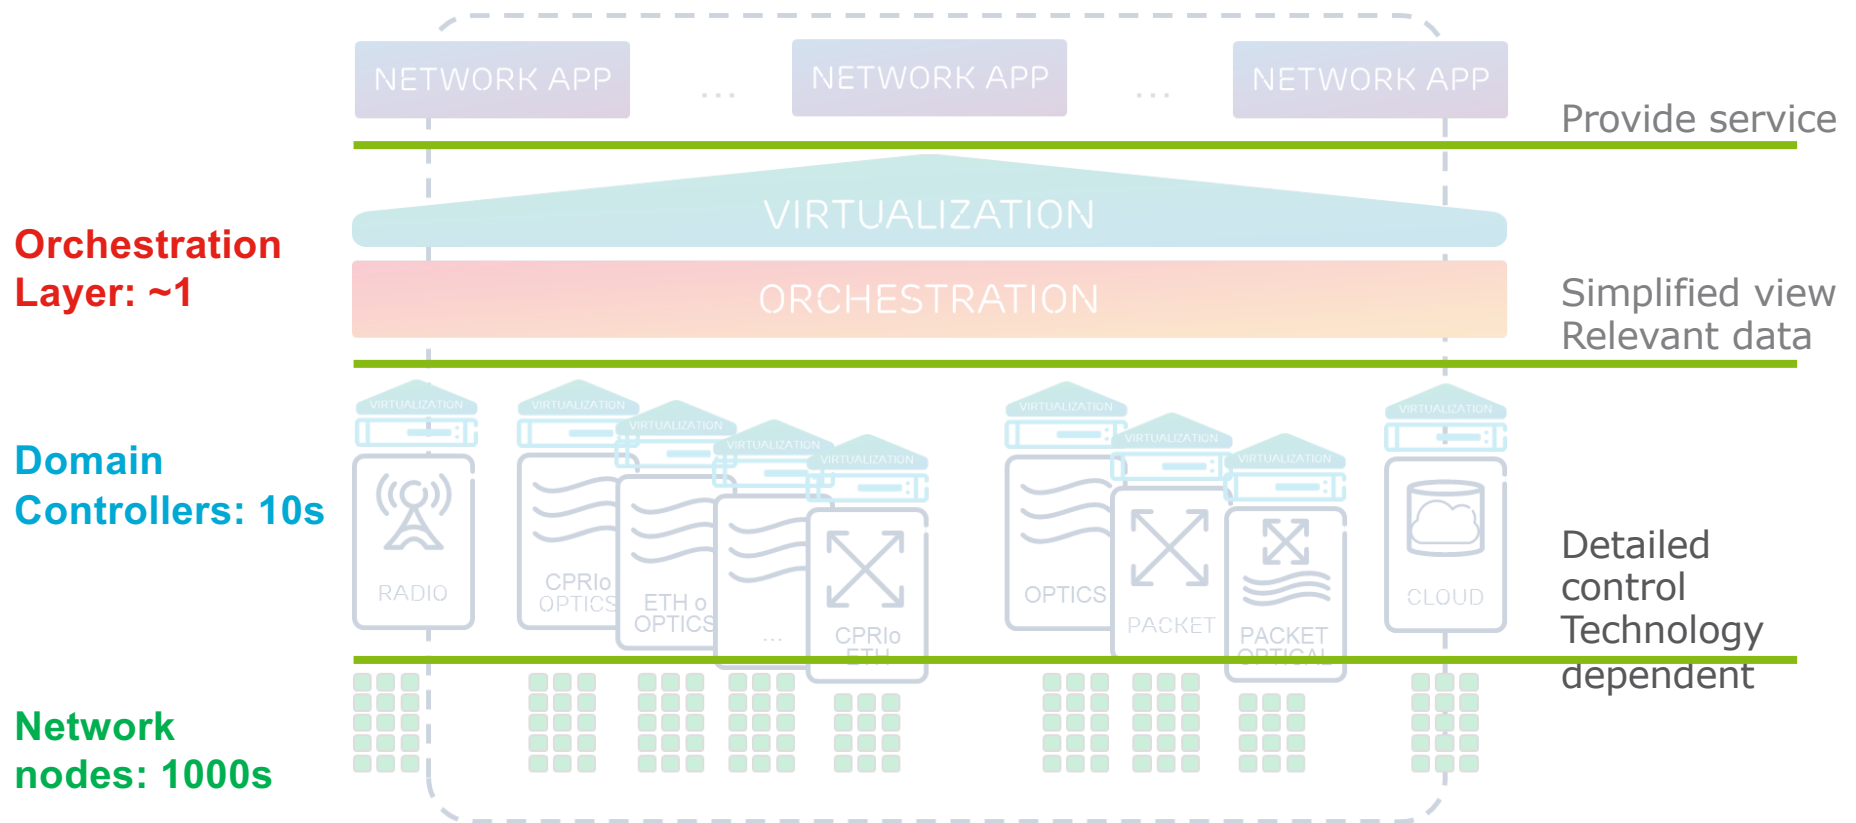 NETWORK APP
...
NETWORK APP
...
NETWORK APP
Provide service
VIRTUALIZATION
Orchestration
Layer: ~1
ORCHESTRATION
Simplified view
Relevant data
VIRTUALIZATION
VIRTUALIZATION
VIRTUALIZATION
VIRTUALIZATION
VIRTUALIZATION
VIRTUALIZATION
VIRTUALIZATION
VIRTUALIZATION
VIRTUALIZATION
Domain
Controllers: 10s
RADIO
CPRIo
OPTICS
ETH o
OPTICS
...
CPRIo
ETH
OPTICS
PACKET
PACKET
OPTICAL
CLOUD
Detailed
control
Technology
dependent
Network
nodes: 1000s